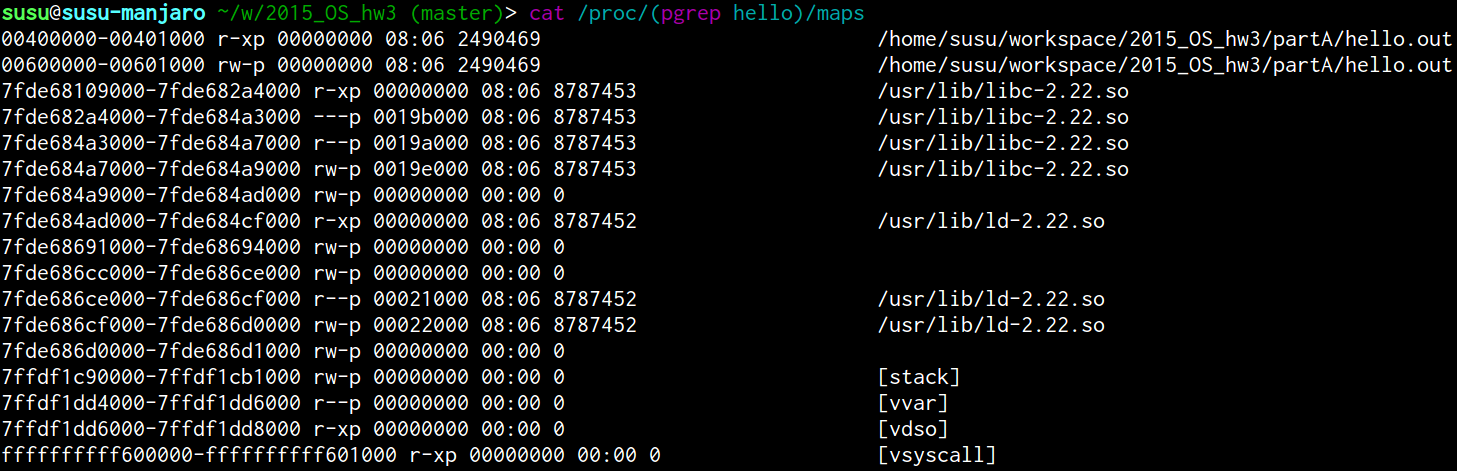 susu@susu-manjaro ~/w/2015_OS_hw3 (master)> cat /proc/(pgrep hello)/maps
00400000-00401000 r-xp 00000000 08:06 2490469 /home/susu/workspace/2015_OS_hw3/partA/hello.out
00600000-00601000 rw-p 00000000 08:06 2490469 /home/susu/workspace/2015_OS_hw3/partA/hello.out
7fde68109000-7fde682a4000 r-xp 00000000 08:06 8787453 /usr/lib/libc-2.22.so
7fde682a4000-7fde684a3000 ---p 0019b000 08:06 8787453 /usr/lib/libc-2.22.so
7fde684a3000-7fde684a7000 r--p 0019a000 08:06 8787453 /usr/lib/libc-2.22.so
7fde684a7000-7fde684a9000 rw-p 0019e000 08:06 8787453 /usr/lib/libc-2.22.so
7fde684a9000-7fde684ad000 rw-p 00000000 00:00 0
7fde684ad000-7fde684cf000 r-xp 00000000 08:06 8787452 /usr/lib/ld-2.22.so
7fde68691000-7fde68694000 rw-p 00000000 00:00 0
7fde686cc000-7fde686ce000 rw-p 00000000 00:00 0
7fde686ce000-7fde686cf000 r--p 00021000 08:06 8787452 /usr/lib/ld-2.22.so
7fde686cf000-7fde686d0000 rw-p 00022000 08:06 8787452 /usr/lib/ld-2.22.so
7fde686d0000-7fde686d1000 rw-p 00000000 00:00 0
7ffdf1c90000-7ffdf1cb1000 rw-p 00000000 00:00 0 [stack]
7ffdf1dd4000-7ffdf1dd6000 r--p 00000000 00:00 0 [vvar]
7ffdf1dd6000-7ffdf1dd8000 r-xp 00000000 00:00 0 [vdso]
ffffffffff600000-ffffffffff601000 r-xp 00000000 00:00 0 [vsyscall]